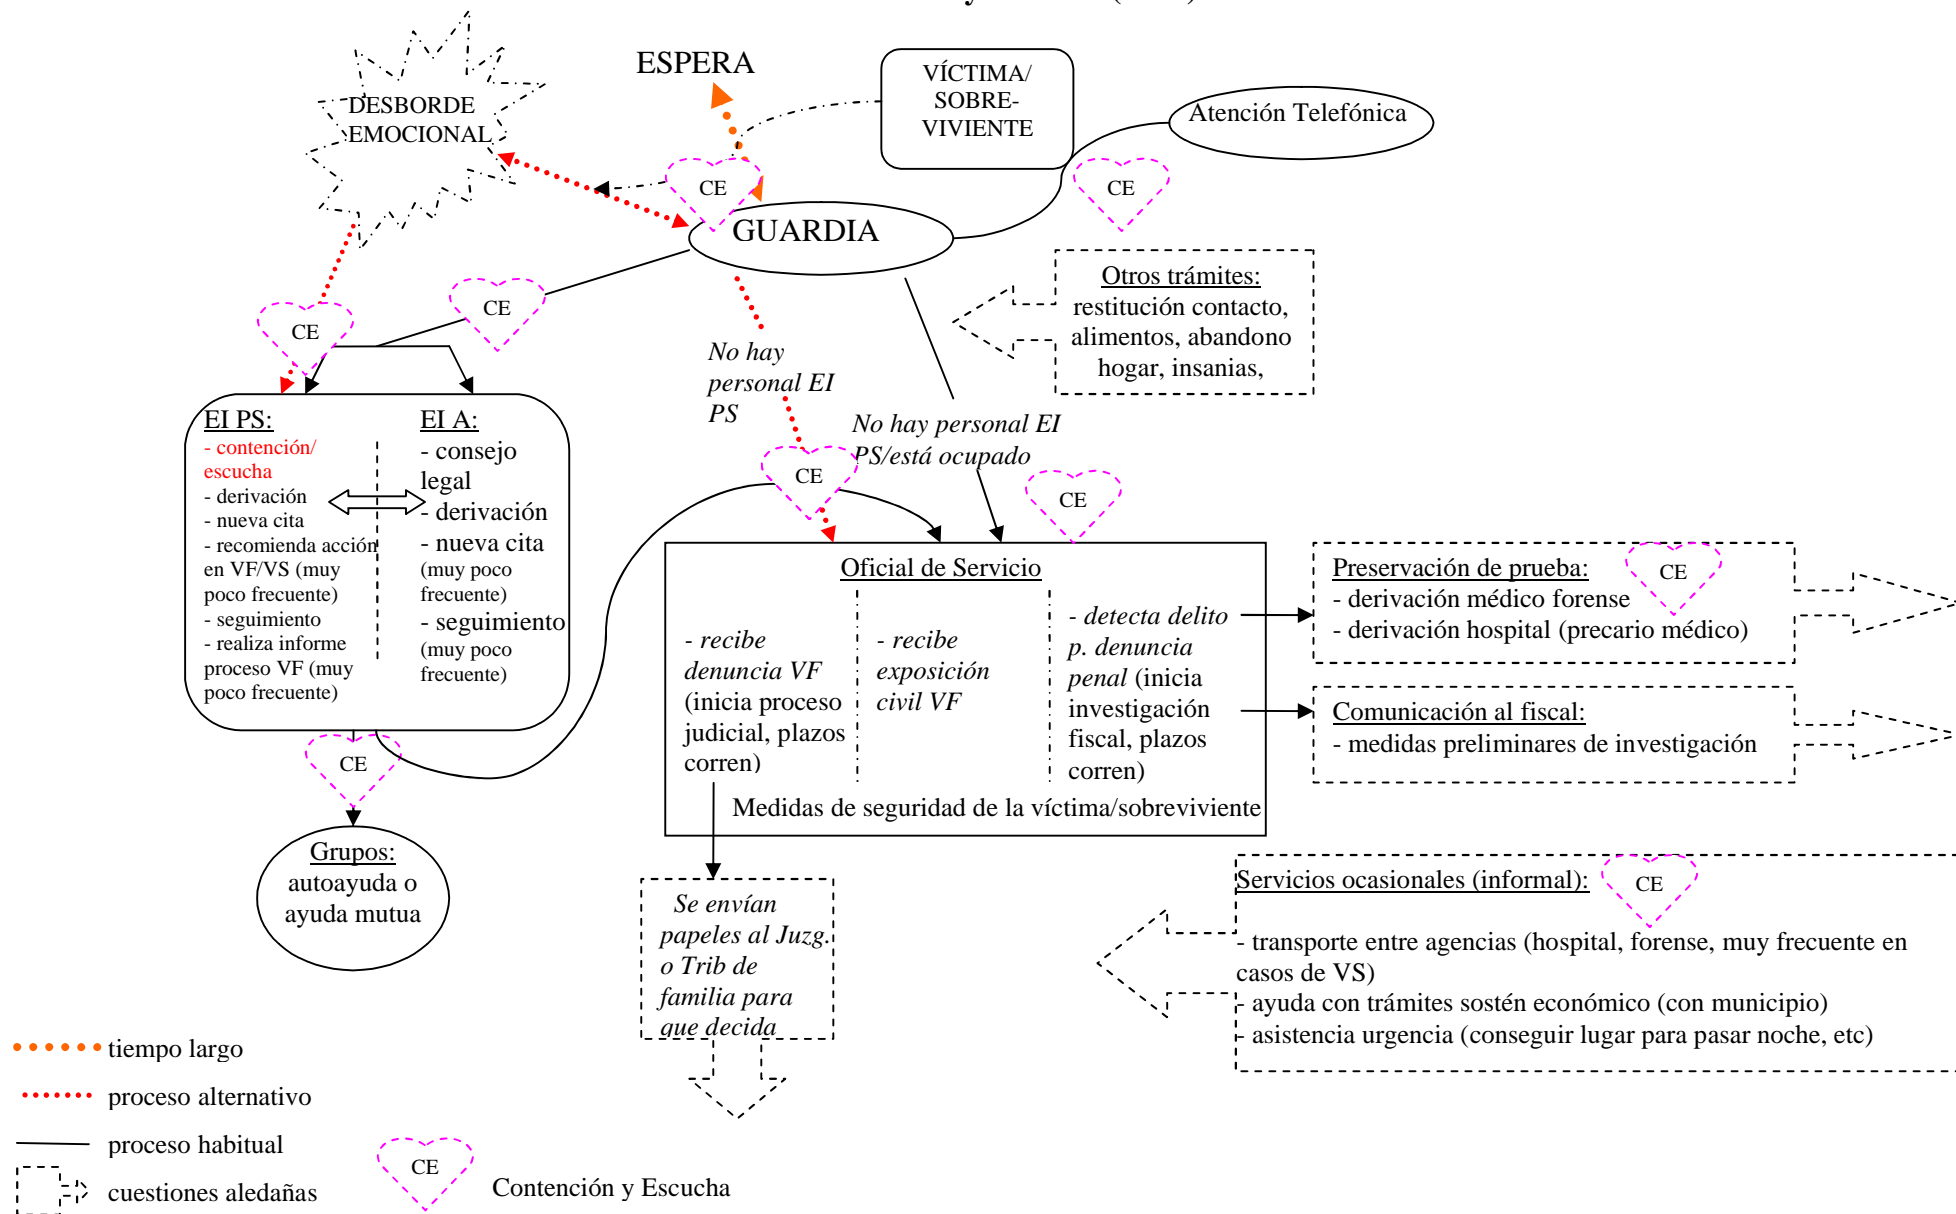 DESBORDE
EMOCIONAL
ESPERA
VÍCTIMA/
SOBRE-
VIVIENTE
Atención Telefónica
CE
CE
GUARDIA
CE
CE
Otros trámites:
restitución contacto,
alimentos, abandono
hogar, insanias,
No hay
personal EI
PS
No hay personal EI
PS/está ocupado
CE
CE
EI PS:
- contención/
escucha
- derivación
- nueva cita
- recomienda acción
en VF/VS (muy
poco frecuente)
- seguimiento
- realiza informe
proceso VF (muy
poco frecuente)
EI A:
- consejo
legal
- derivación
- nueva cita
(muy poco
frecuente)
- seguimiento
(muy poco
frecuente)
Oficial de Servicio
- recibe
denuncia VF
(inicia proceso
judicial, plazos
corren)
- recibe
exposición
civil VF
- detecta delito
p. denuncia
penal (inicia
investigación
fiscal, plazos
corren)
Medidas de seguridad de la víctima/sobreviviente
Preservación de prueba:
CE
- derivación médico forense
- derivación hospital (precario médico)
Comunicación al fiscal:
- medidas preliminares de investigación
CE
Grupos:
autoayuda o
ayuda mutua
Se envían
papeles al Juzg.
o Trib de
familia para
que decida
Servicios ocasionales (informal):
CE
- transporte entre agencias (hospital, forense, muy frecuente en
casos de VS)
- ayuda con trámites sostén económico (con municipio)
- asistencia urgencia (conseguir lugar para pasar noche, etc)
tiempo largo
proceso alternativo
proceso habitual
cuestiones aledañas
CE
Contención y Escucha